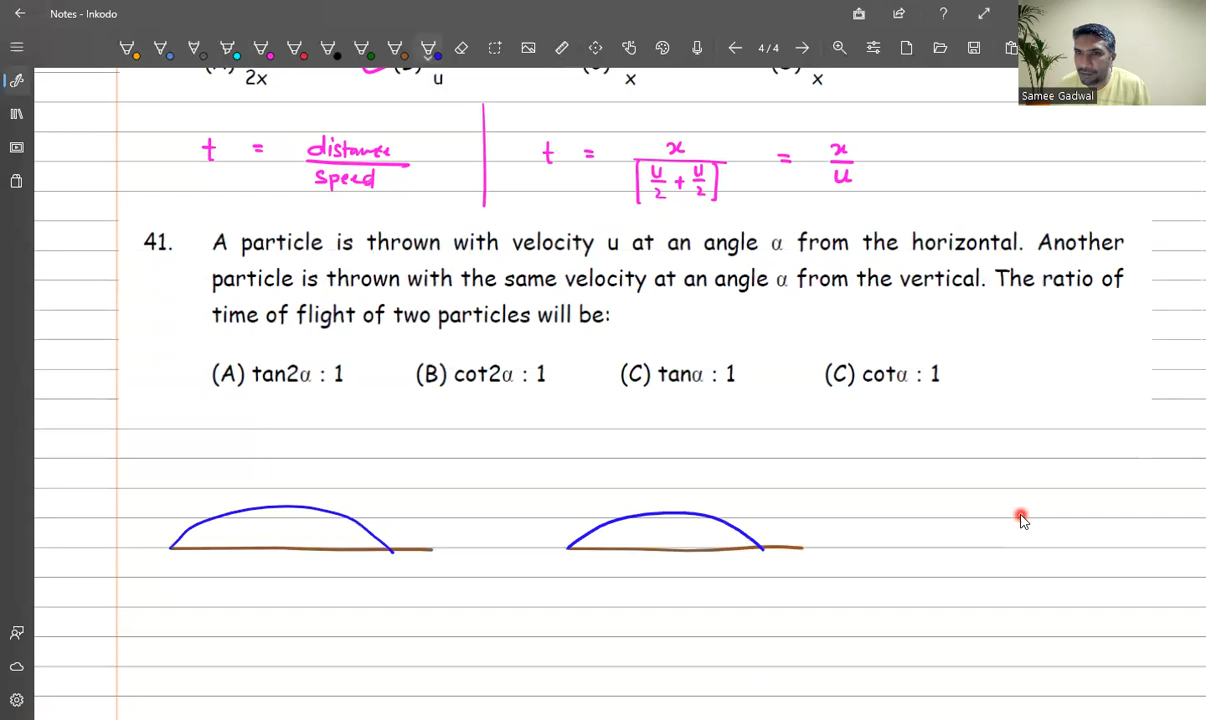 Notes - Inkodo
4/4
Samee Gadwal
2x u x x
t = distance / speed t = x / [u/2 + u/2] = x/u
41. A particle is thrown with velocity u at an angle α from the horizontal. Another
particle is thrown with the same velocity at an angle α from the vertical. The ratio of
time of flight of two particles will be:
(A) tan2α : 1 (B) cot2α : 1 (C) tanα : 1 (C) cotα : 1